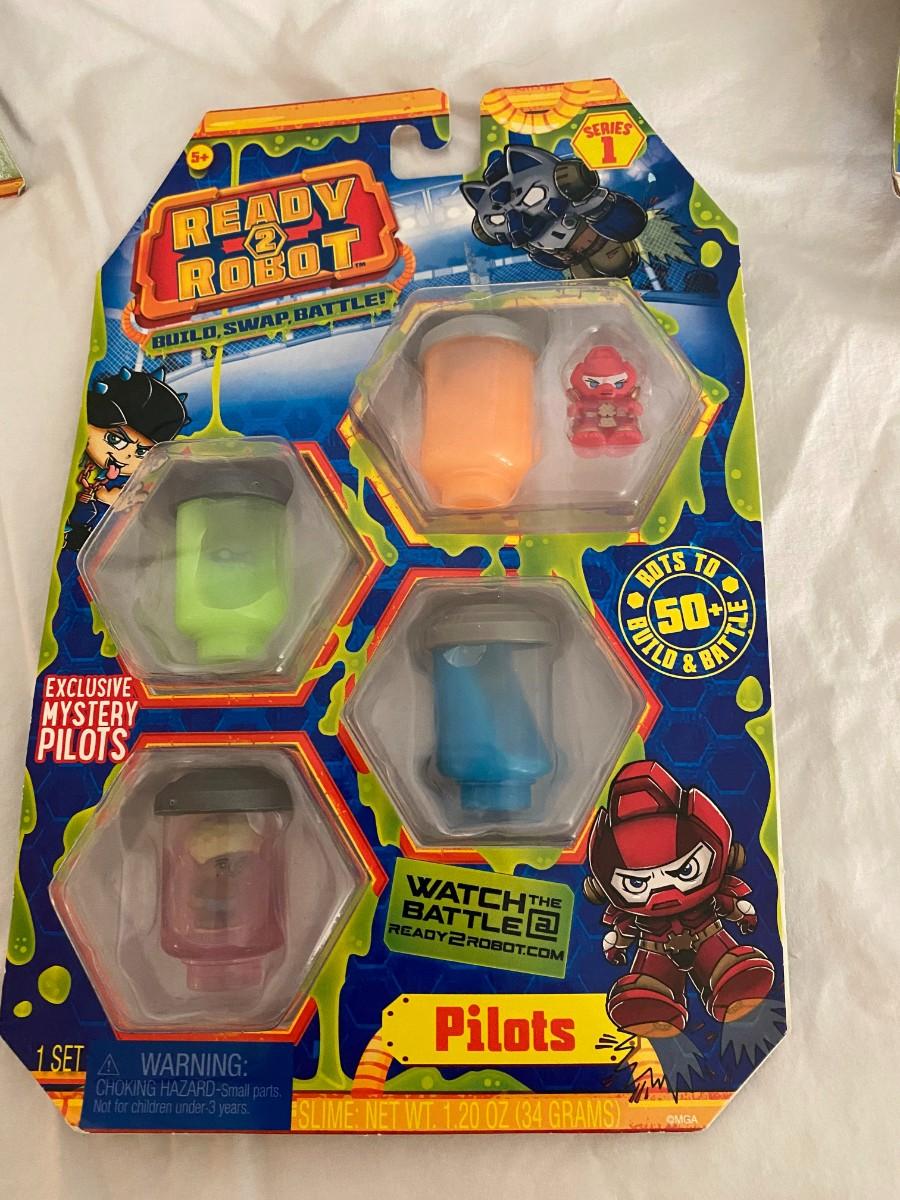 5+
SERIES
1
READY
2
ROBOT™
BUILD, SWAP, BATTLE!™
BOTS TO
50+
BUILD & BATTLE
EXCLUSIVE
MYSTERY
PILOTS
WATCH THE
BATTLE @
READY2ROBOT.COM
Pilots
1 SET
WARNING:
CHOKING HAZARD-Small parts.
Not for children under 3 years.
SLIME: NET WT. 1.20 OZ (34 GRAMS)
©MGA